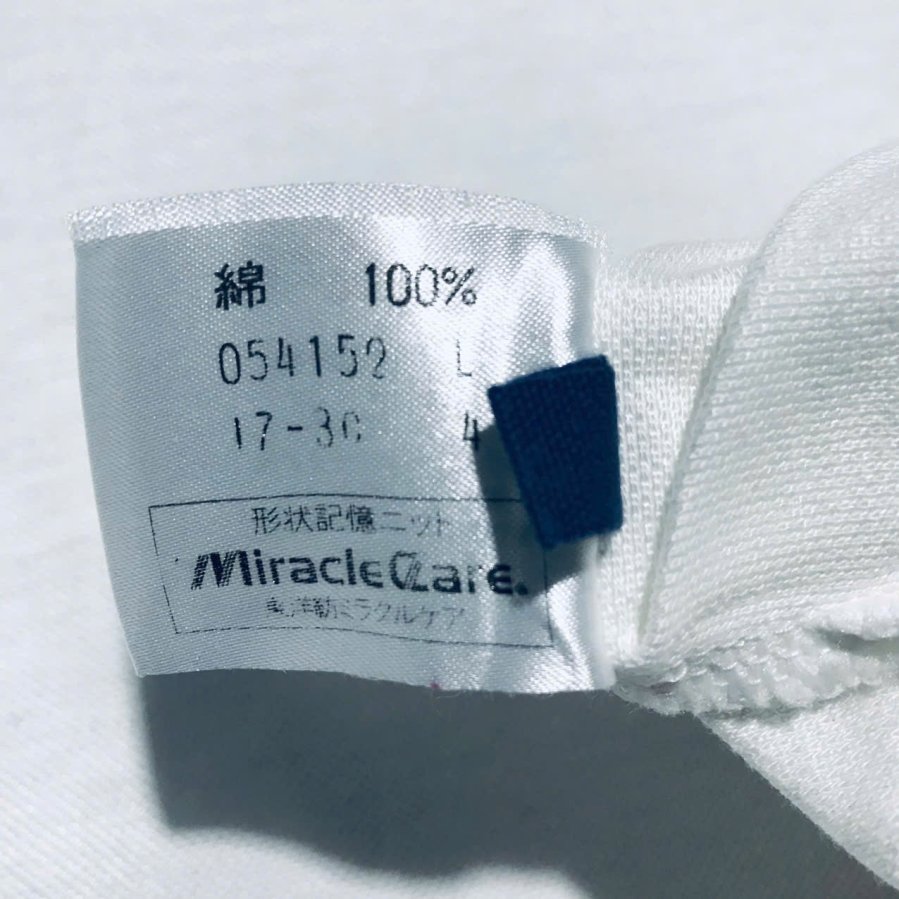 綿 100%
054152 L
17-30 4
形状記憶ニット
MiracleCare.
東洋紡ミラクルケア